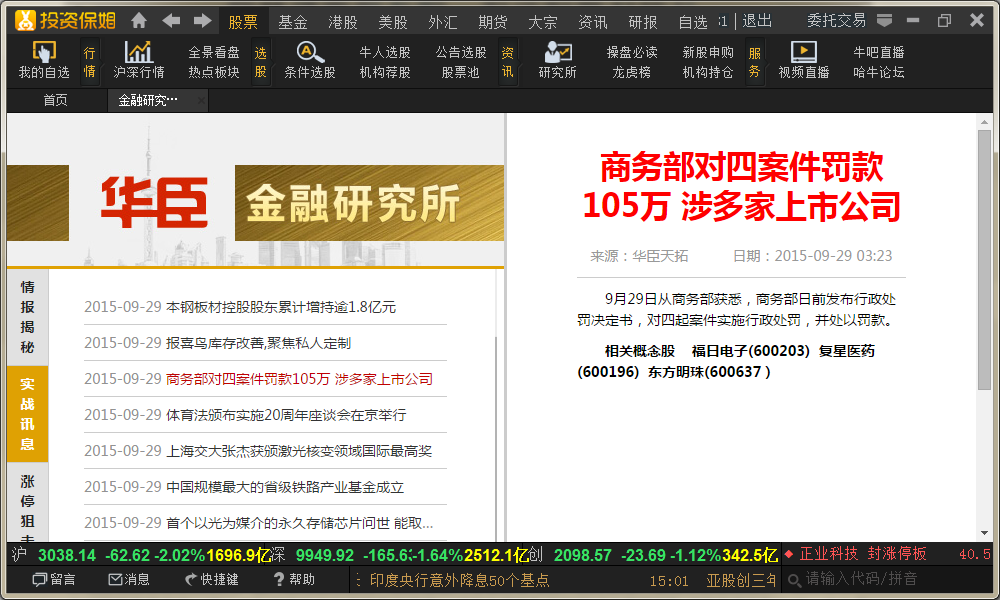 投资保姆 股票 基金 港股 美股 外汇 期货 大宗 资讯 研报 自选 :1 | 退出 委托交易
我的自选 行情 沪深行情 全景看盘 热点板块 选股 条件选股 牛人选股 机构荐股 公告选股 股票池 资讯 研究所 操盘必读 龙虎榜 新股申购 机构持仓 服务 视频直播 牛吧直播 哈牛论坛
首页 金融研究…
华臣 金融研究所
情报揭秘
实战讯息
涨停狙
2015-09-29 本钢板材控股股东累计增持逾1.8亿元
2015-09-29 报喜鸟库存改善,聚焦私人定制
2015-09-29 商务部对四案件罚款105万 涉多家上市公司
2015-09-29 体育法颁布实施20周年座谈会在京举行
2015-09-29 上海交大张杰获颁激光核变领域国际最高奖
2015-09-29 中国规模最大的省级铁路产业基金成立
2015-09-29 首个以光为媒介的永久存储芯片问世 能取...
商务部对四案件罚款
105万 涉多家上市公司
来源：华臣天拓 日期：2015-09-29 03:23
9月29日从商务部获悉，商务部日前发布行政处
罚决定书，对四起案件实施行政处罚，并处以罚款。
相关概念股 福日电子(600203) 复星医药
(600196) 东方明珠(600637 )
沪 3038.14 -62.62 -2.02% 1696.9亿 深 9949.92 -165.6 -1.64% 2512.1亿 创 2098.57 -23.69 -1.12% 342.5亿 正业科技 封涨停板 40.5
留言 消息 快捷键 帮助 印度央行意外降息50个基点 15:01 亚股创三年 请输入代码/拼音